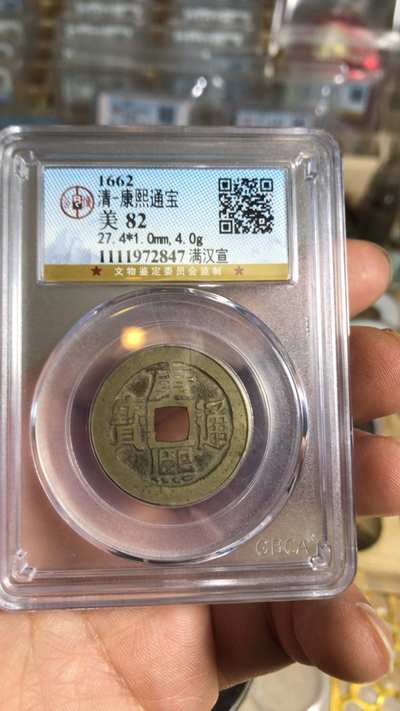 1662
清-康熙通宝
美 82
27.4*1.0mm,4.0g
1111972847 满汉宣
★ 文物鉴定委员会监制 ★
康熙通寶
GBCA